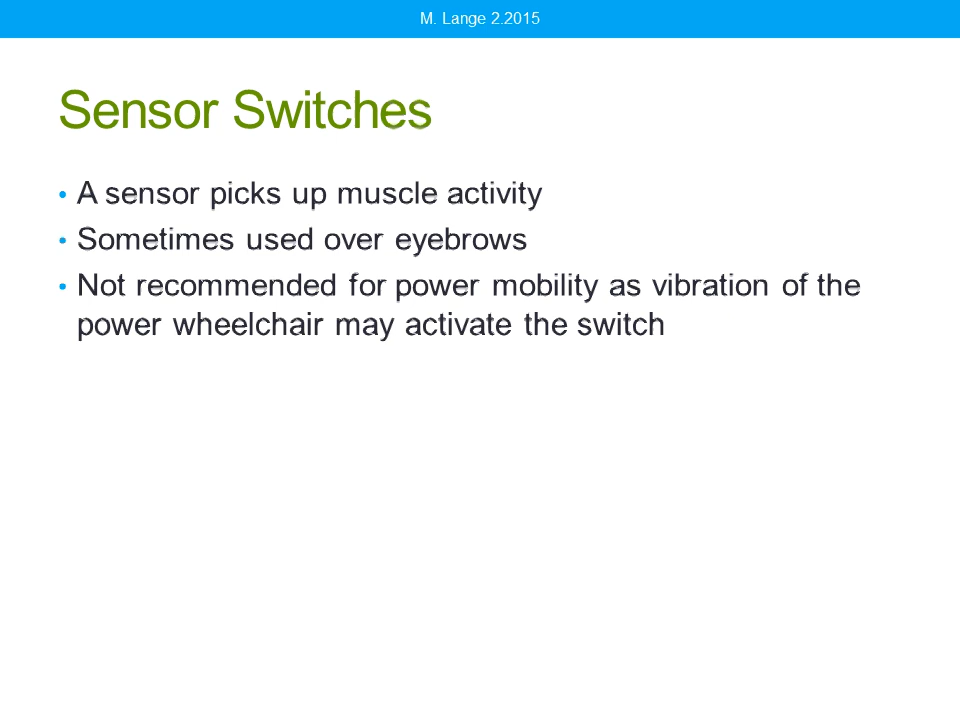 M. Lange 2.2015
Sensor Switches
• A sensor picks up muscle activity
• Sometimes used over eyebrows
• Not recommended for power mobility as vibration of the
power wheelchair may activate the switch